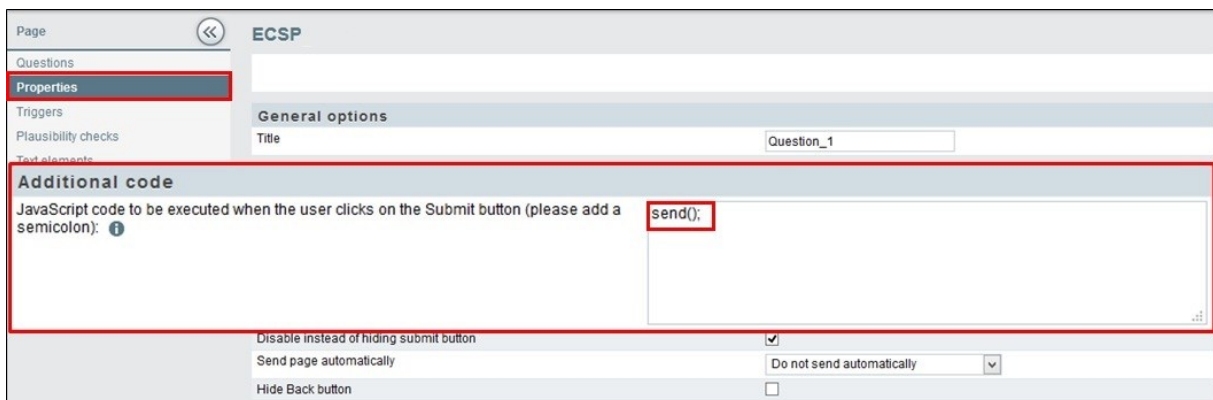 Page
ECSP
Questions
Properties
Triggers
General options
Plausibility checks
Title
Question_1
Text elements
Additional code
JavaScript code to be executed when the user clicks on the Submit button (please add a
semicolon):
send();
Disable instead of hiding submit button
Send page automatically
Do not send automatically
Hide Back button